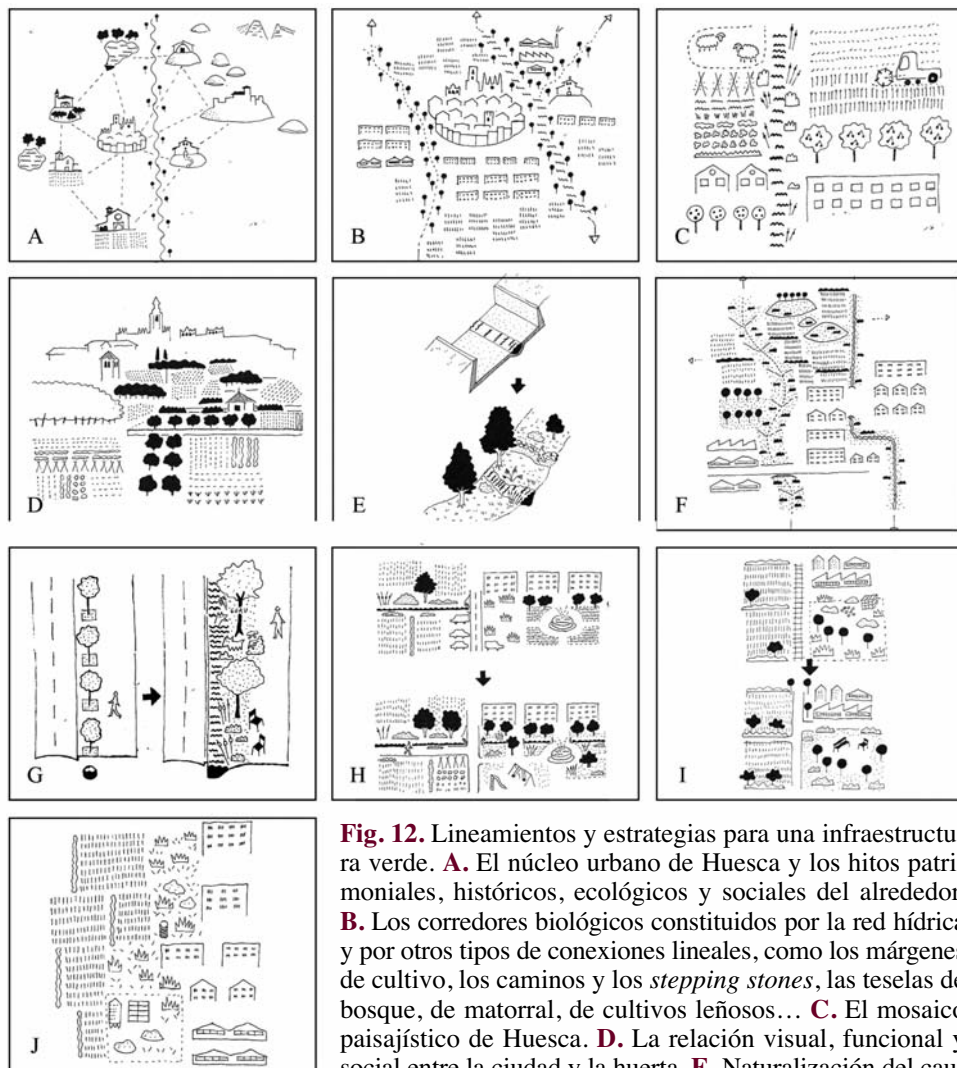 A
B
C
D
E
F
G
H
I
J
Fig. 12. Lineamientos y estrategias para una infraestructu
ra verde. A. El núcleo urbano de Huesca y los hitos patri
moniales, históricos, ecológicos y sociales del alrededor
B. Los corredores biológicos constituidos por la red hídrica
y por otros tipos de conexiones lineales, como los márgenes
de cultivo, los caminos y los stepping stones, las teselas de
bosque, de matorral, de cultivos leñosos… C. El mosaico
paisajístico de Huesca. D. La relación visual, funcional y
social entre la ciudad y la huerta. E. Naturalización del cau